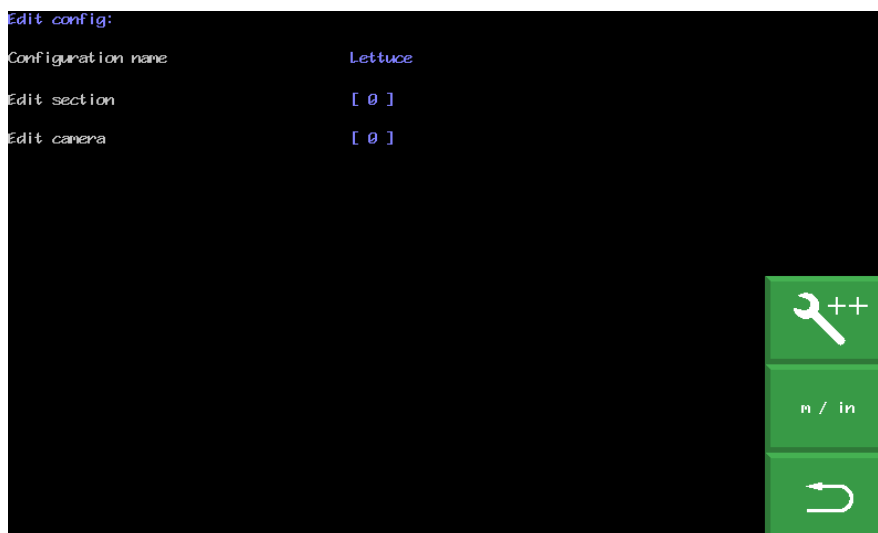 Edit config:
Configuration name Lettuce
Edit section [ 0 ]
Edit camera [ 0 ]
++
m / in